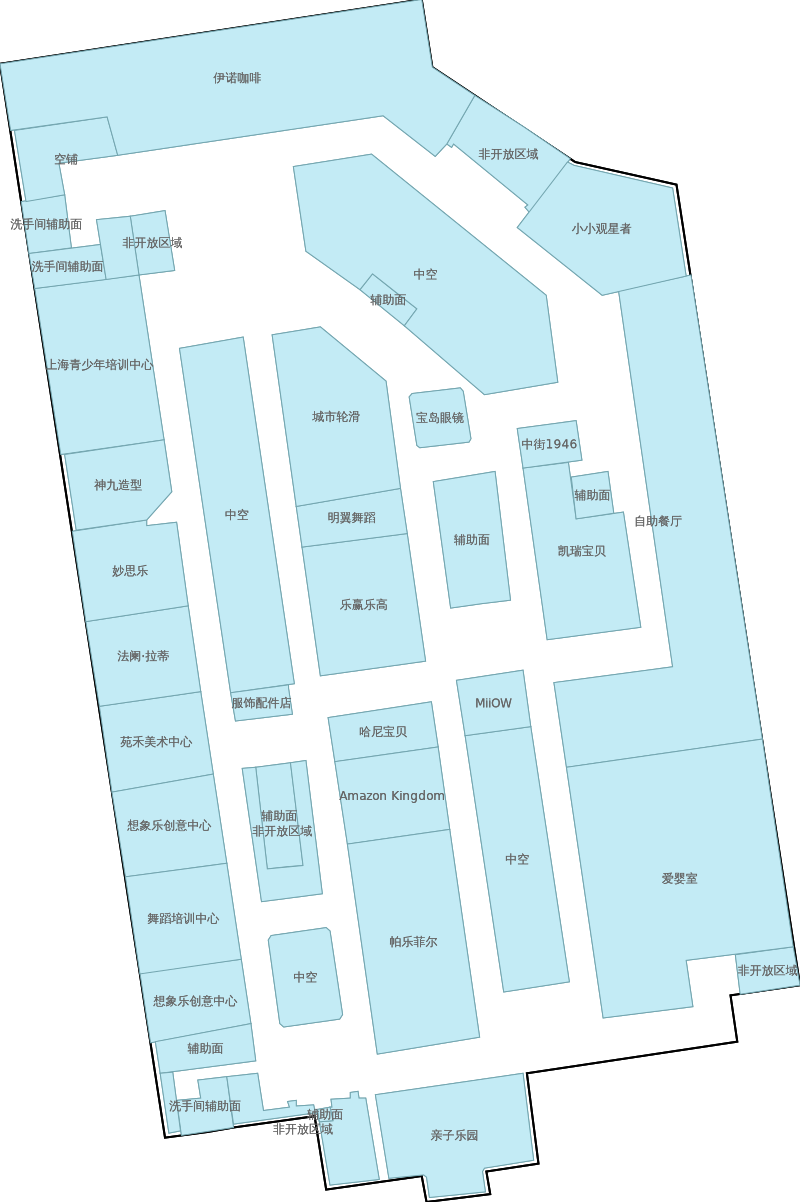 伊诺咖啡
非开放区域
空铺
洗手间辅助面
小小观星者
非开放区域
洗手间辅助面
中空
辅助面
上海青少年培训中心
城市轮滑
宝岛眼镜
中街1946
神九造型
辅助面
中空
明翼舞蹈
自助餐厅
辅助面
凯瑞宝贝
妙思乐
乐赢乐高
法阑·拉蒂
服饰配件店
MiiOW
哈尼宝贝
苑禾美术中心
Amazon Kingdom
辅助面
想象乐创意中心
非开放区域
中空
爱婴室
舞蹈培训中心
帕乐菲尔
非开放区域
中空
想象乐创意中心
辅助面
洗手间辅助面
辅助面
非开放区域
亲子乐园